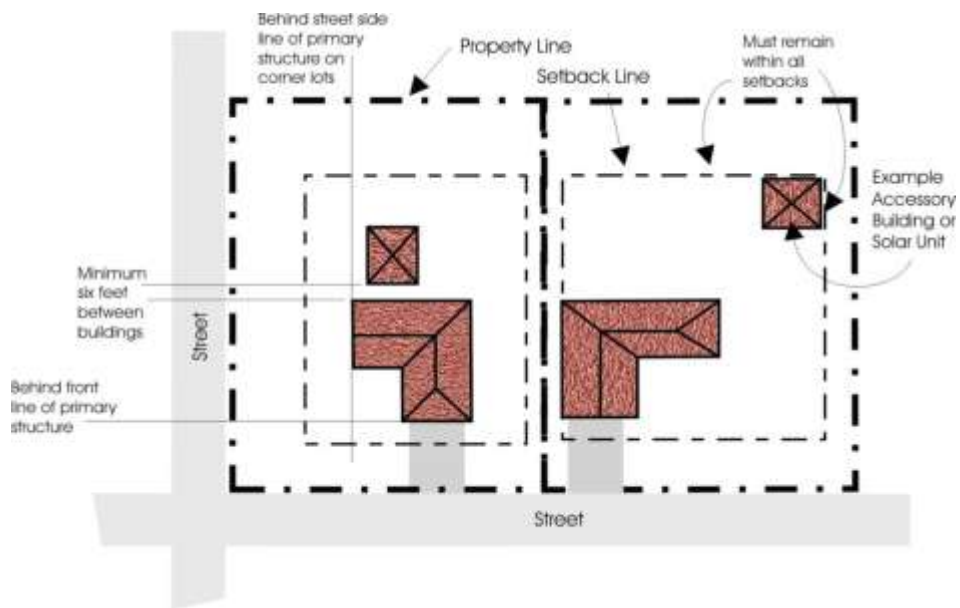 Behind street side
line of primary
structure on
corner lots
Property Line
Setback Line
Must remain
within all
setbacks
Example
Accessory
Building or
Solar Unit
Minimum
six feet
between
buildings
Street
Behind front
line of primary
structure
Street